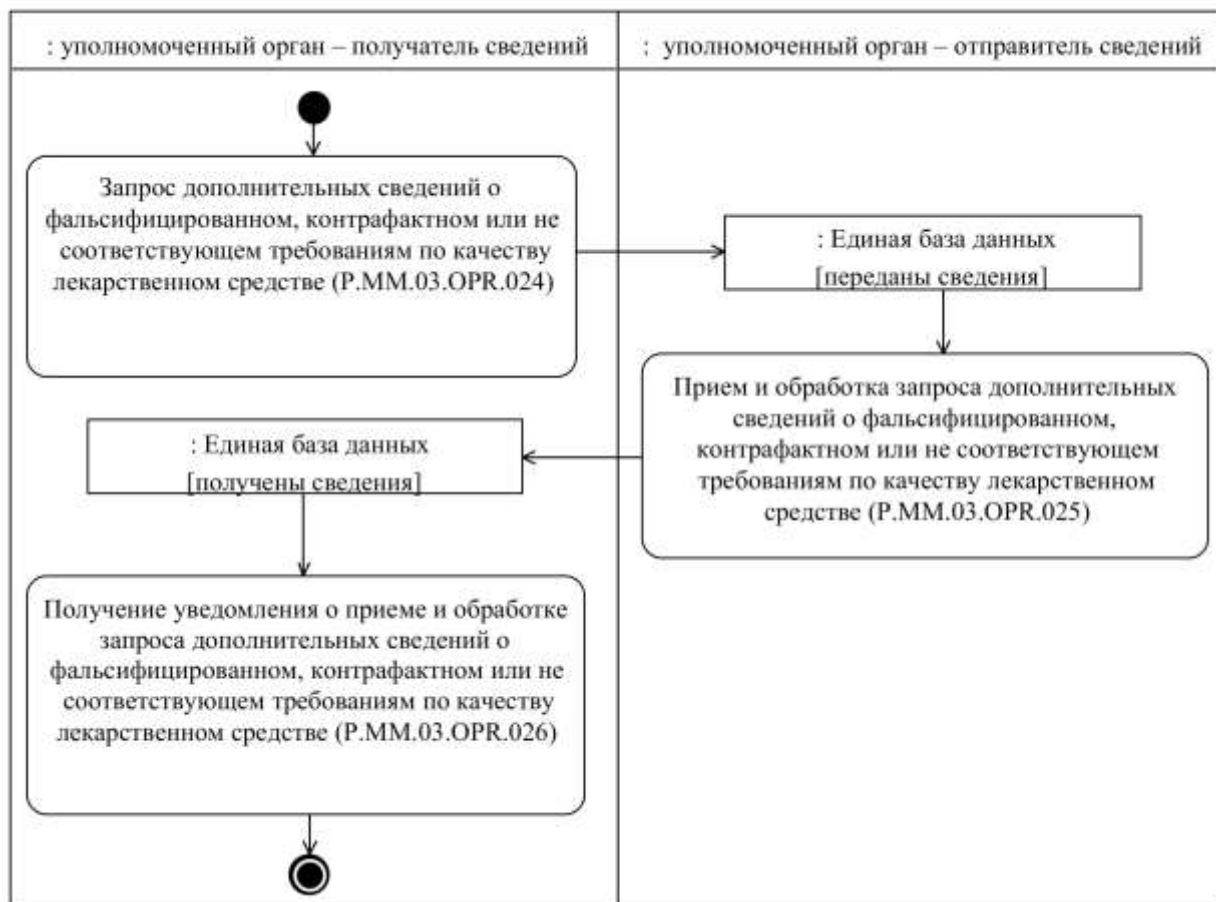 : уполномоченный орган – получатель сведений
: уполномоченный орган – отправитель сведений
Запрос дополнительных сведений о
фальсифицированном, контрафактном или не
соответствующем требованиям по качеству
лекарственном средстве (P.MM.03.OPR.024)
: Единая база данных
[переданы сведения]
Прием и обработка запроса дополнительных
сведений о фальсифицированном,
контрафактном или не соответствующем
требованиям по качеству лекарственном
средстве (P.MM.03.OPR.025)
: Единая база данных
[получены сведения]
Получение уведомления о приеме и обработке
запроса дополнительных сведений о
фальсифицированном, контрафактном или не
соответствующем требованиям по качеству
лекарственном средстве (P.MM.03.OPR.026)